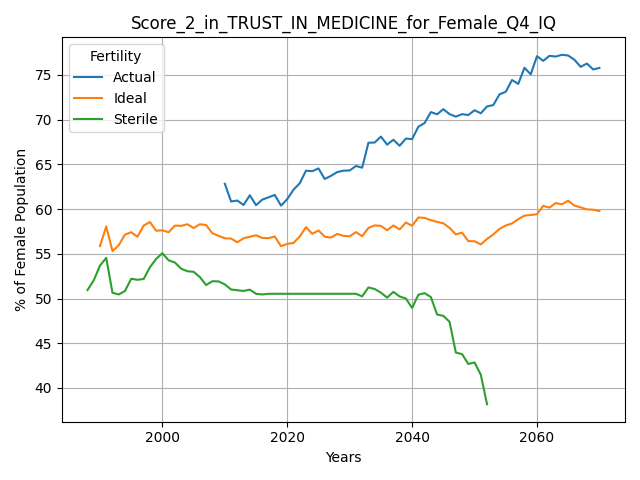 Score_2_in_TRUST_IN_MEDICINE_for_Female_Q4_IQ
Fertility
Actual
Ideal
Sterile
% of Female Population
75
70
65
60
55
50
45
40
2000
2020
2040
2060
Years